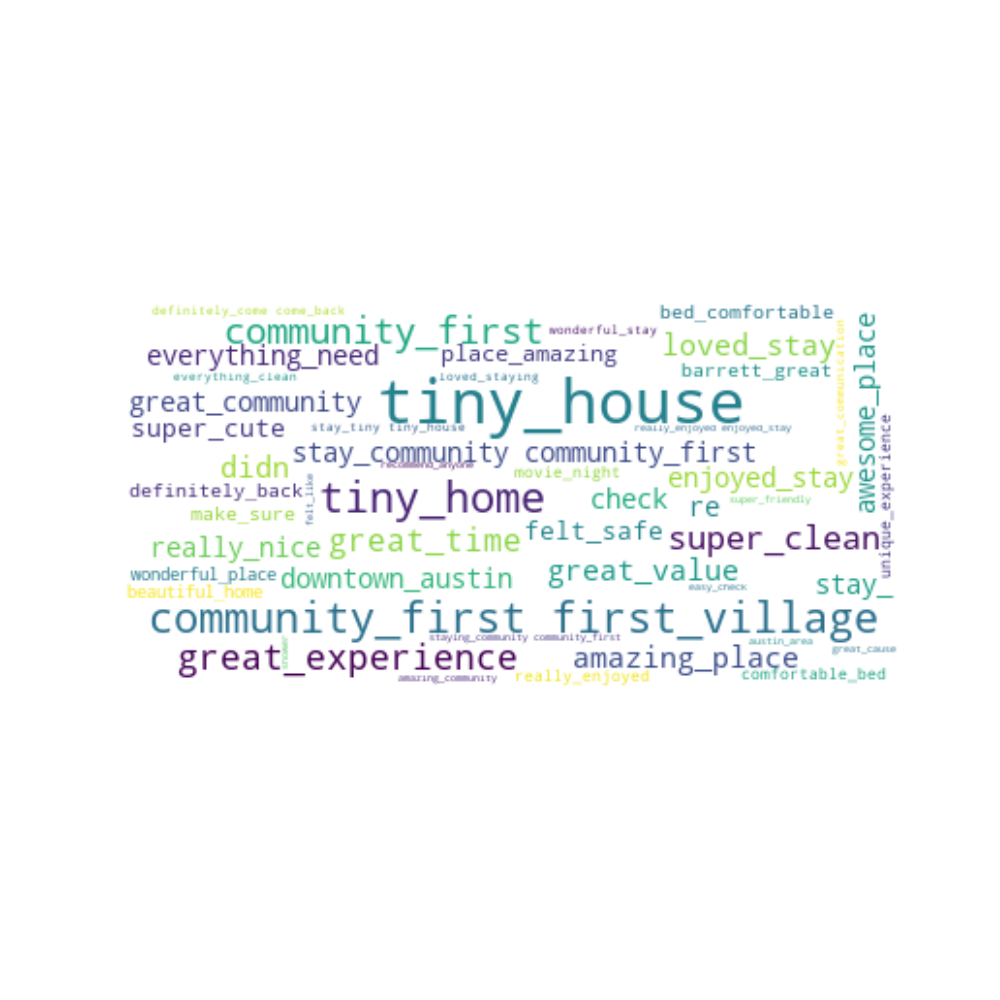 definitely_come come_back
bed_comfortable
community_first
wonderful_stay
loved_stay
everything_need
place_amazing
barrett_great
everything_clean
loved_staying
great_communication
awesome_place
great_community
tiny_house
super_cute
stay_tiny tiny_house
really_enjoyed enjoyed_stay
unique_experience
stay_community community_first
didn
recommend_anyone
movie_night
enjoyed_stay
definitely_back
felt_like
tiny_home
check
re
super_friendly
make_sure
really_nice
great_time
felt_safe
super_clean
wonderful_place
downtown_austin
great_value
easy_check
stay_
beautiful_home
community_first first_village
staying_community community_first
austin_area
great_cause
shower
great_experience
amazing_place
amazing_community
really_enjoyed
comfortable_bed